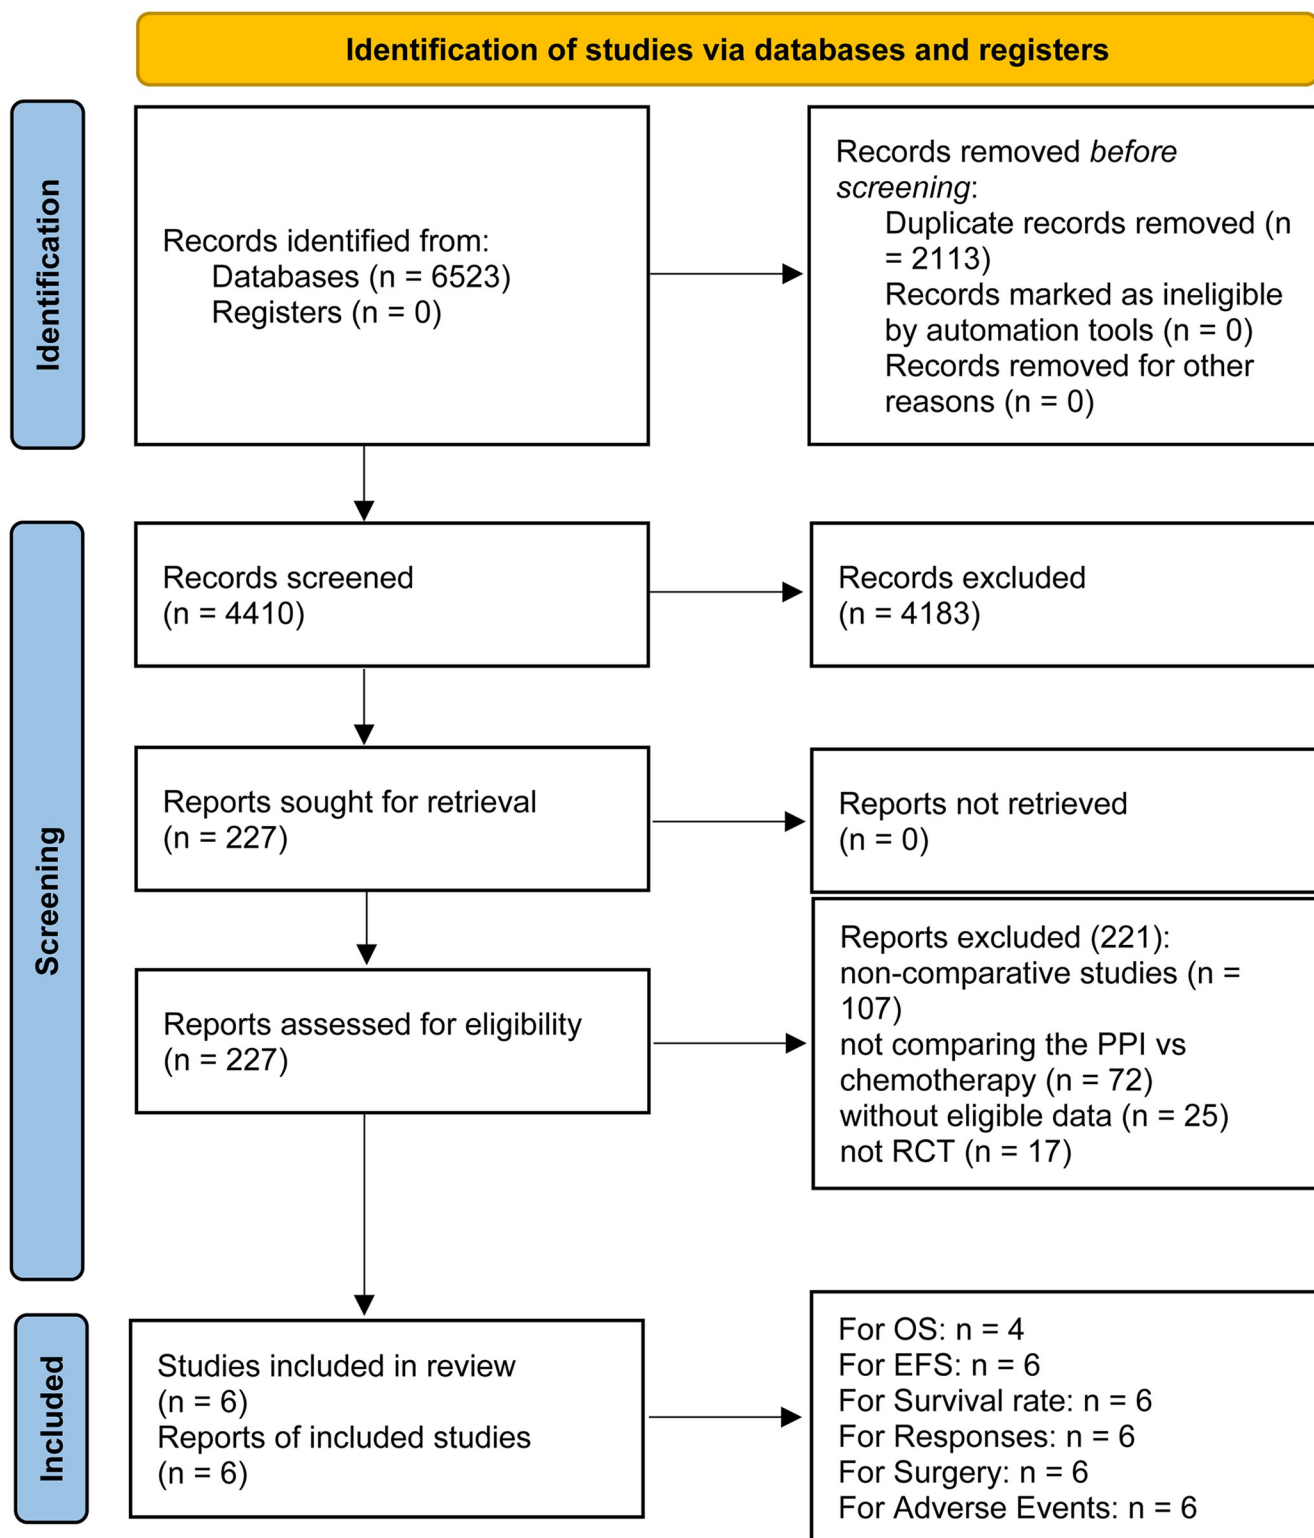 Identification of studies via databases and registers
Identification
Records identified from:
Databases (n = 6523)
Registers (n = 0)
Records removed before
screening:
Duplicate records removed (n
= 2113)
Records marked as ineligible
by automation tools (n = 0)
Records removed for other
reasons (n = 0)
Screening
Records screened
(n = 4410)
Records excluded
(n = 4183)
Reports sought for retrieval
(n = 227)
Reports not retrieved
(n = 0)
Reports assessed for eligibility
(n = 227)
Reports excluded (221):
non-comparative studies (n =
107)
not comparing the PPI vs
chemotherapy (n = 72)
without eligible data (n = 25)
not RCT (n = 17)
Included
Studies included in review
(n = 6)
Reports of included studies
(n = 6)
For OS: n = 4
For EFS: n = 6
For Survival rate: n = 6
For Responses: n = 6
For Surgery: n = 6
For Adverse Events: n = 6